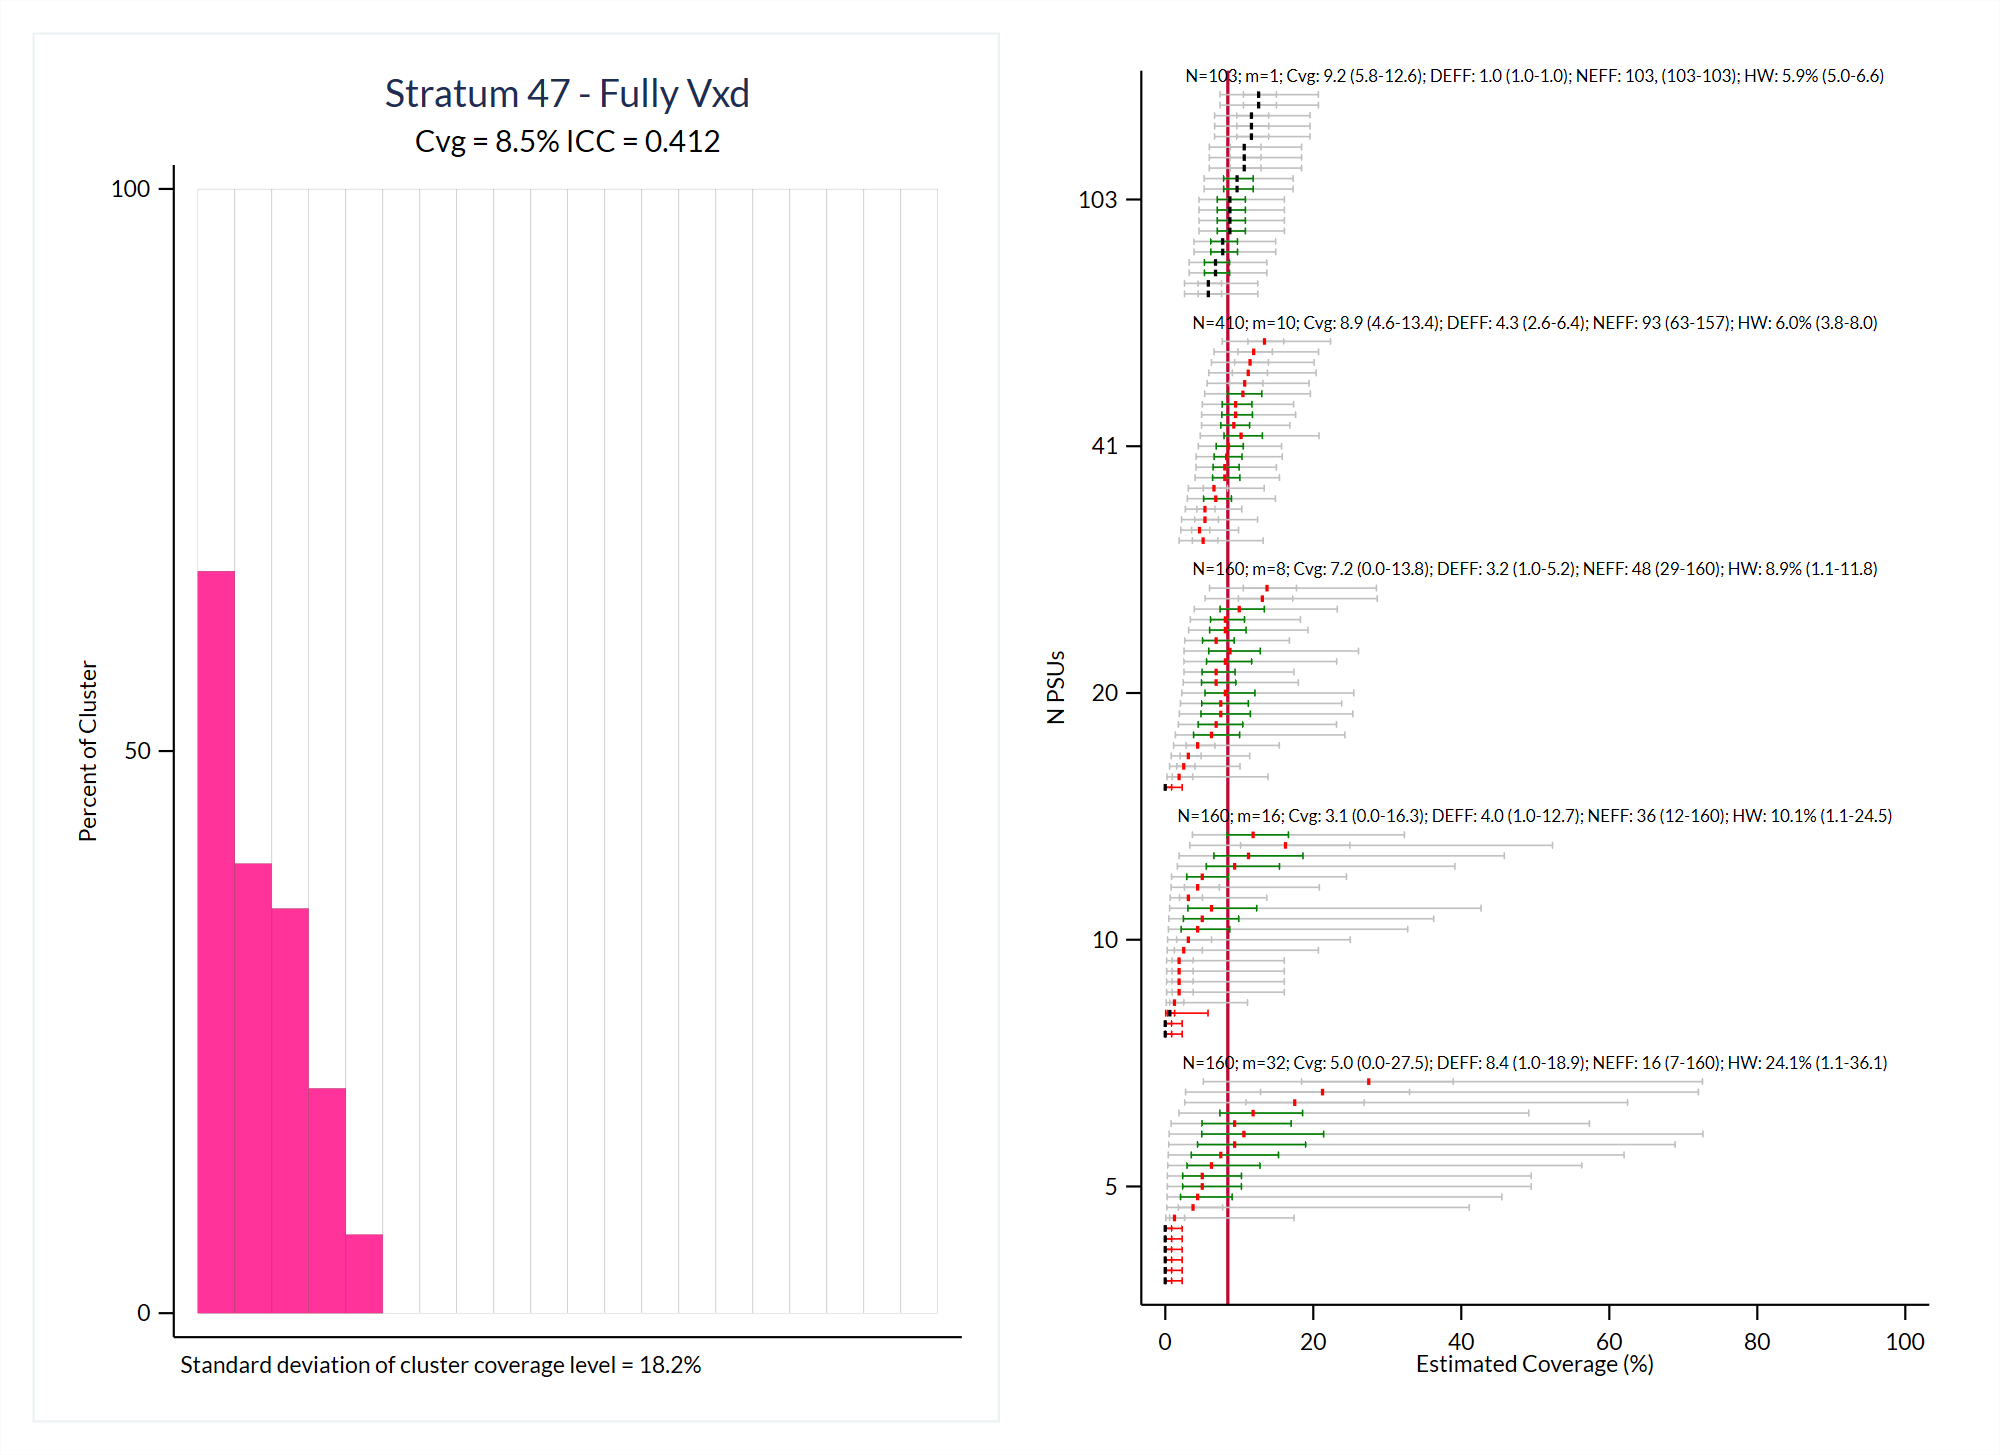 Stratum 47 - Fully Vxd
Cvg = 8.5% ICC = 0.412
100
50
0
Percent of Cluster
Standard deviation of cluster coverage level = 18.2%
N=103; m=1; Cvg: 9.2 (5.8-12.6); DEFF: 1.0 (1.0-1.0); NEFF: 103, (103-103); HW: 5.9% (5.0-6.6)
103
N=410; m=10; Cvg: 8.9 (4.6-13.4); DEFF: 4.3 (2.6-6.4); NEFF: 93 (63-157); HW: 6.0% (3.8-8.0)
41
N=160; m=8; Cvg: 7.2 (0.0-13.8); DEFF: 3.2 (1.0-5.2); NEFF: 48 (29-160); HW: 8.9% (1.1-11.8)
N PSUs
20
N=160; m=16; Cvg: 3.1 (0.0-16.3); DEFF: 4.0 (1.0-12.7); NEFF: 36 (12-160); HW: 10.1% (1.1-24.5)
10
N=160; m=32; Cvg: 5.0 (0.0-27.5); DEFF: 8.4 (1.0-18.9); NEFF: 16 (7-160); HW: 24.1% (1.1-36.1)
5
0 20 40 60 80 100
Estimated Coverage (%)